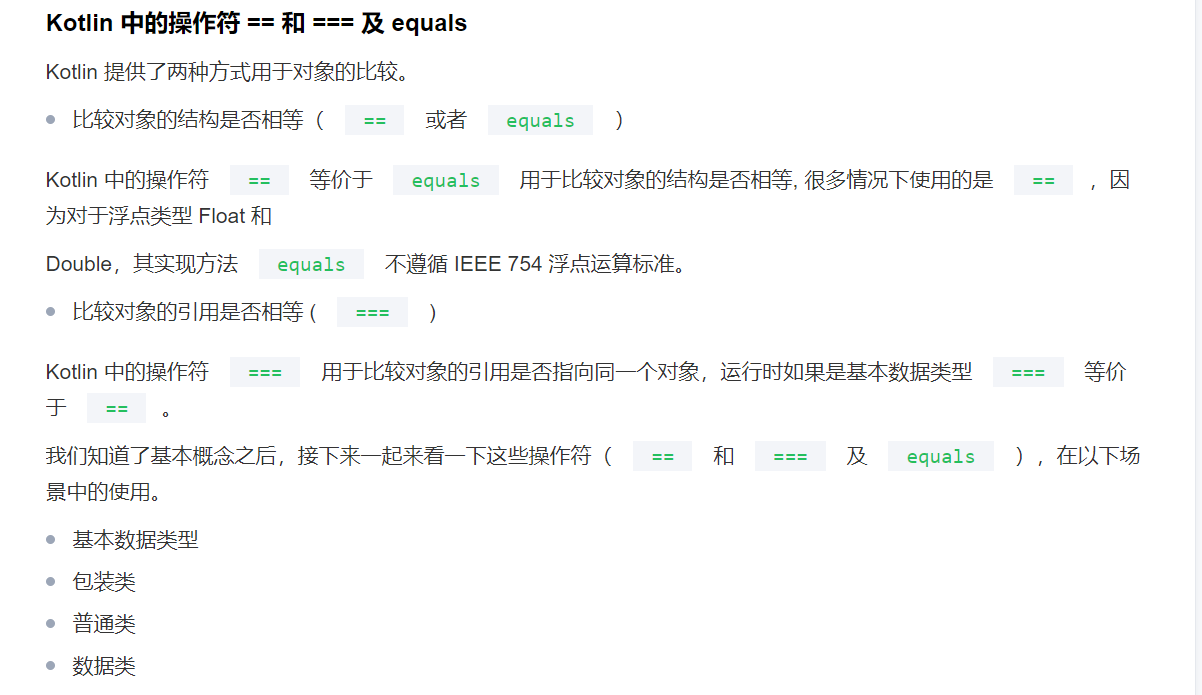 Kotlin 中的操作符 == 和 === 及 equals
Kotlin 提供了两种方式用于对象的比较。
比较对象的结构是否相等（ == 或者 equals ）
Kotlin 中的操作符 == 等价于 equals 用于比较对象的结构是否相等, 很多情况下使用的是 == ，因
为对于浮点类型 Float 和
Double，其实现方法 equals 不遵循 IEEE 754 浮点运算标准。
比较对象的引用是否相等 ( === )
Kotlin 中的操作符 === 用于比较对象的引用是否指向同一个对象，运行时如果是基本数据类型 === 等价
于 == 。
我们知道了基本概念之后，接下来一起来看一下这些操作符（ == 和 === 及 equals ），在以下场
景中的使用。
基本数据类型
包装类
普通类
数据类